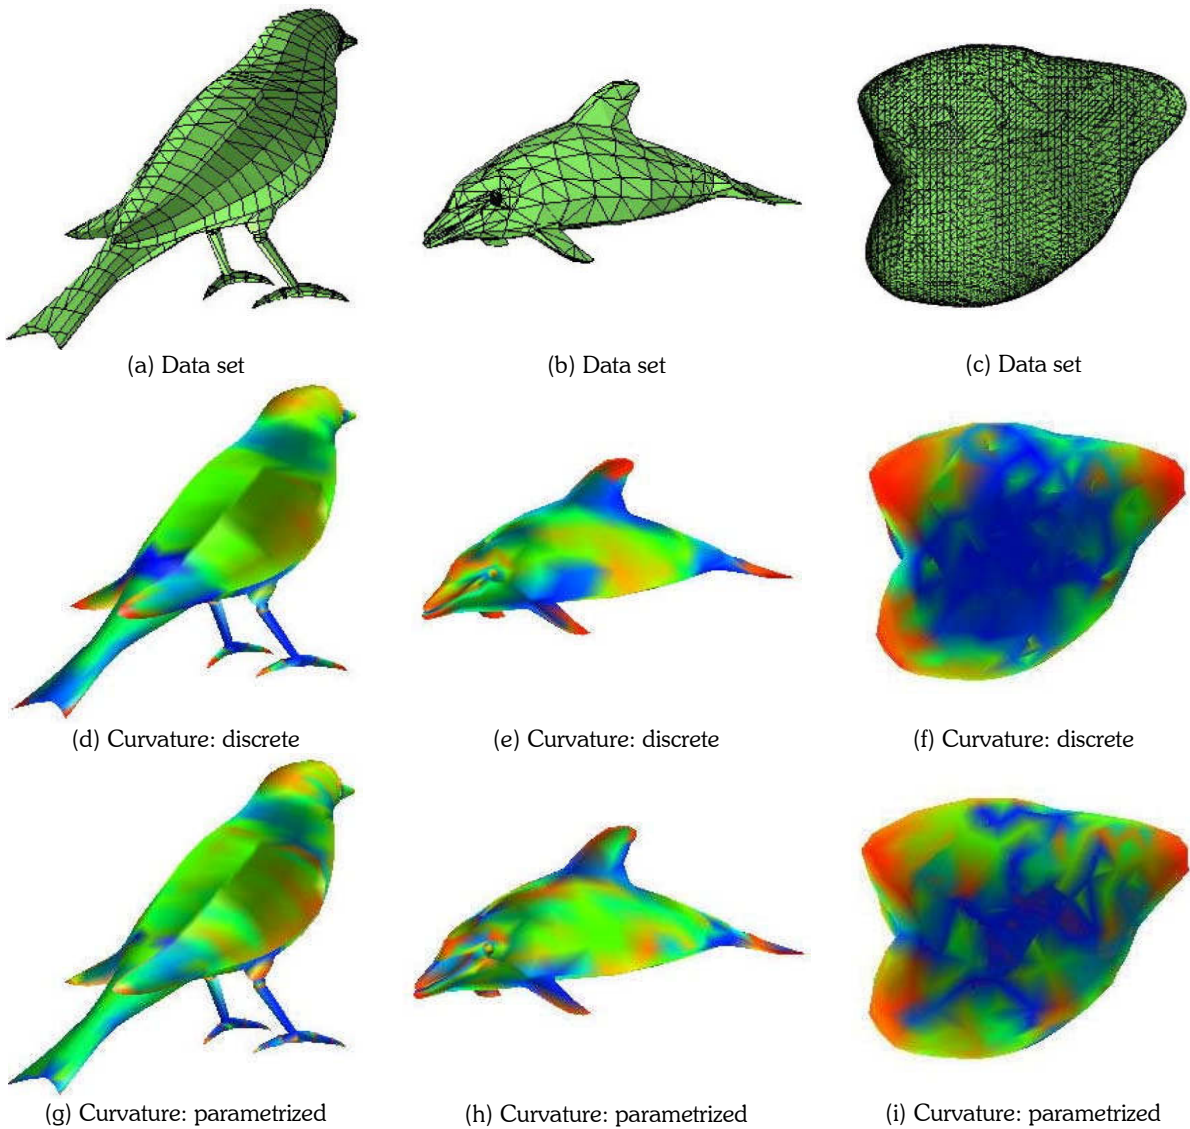 (a) Data set
(b) Data set
(c) Data set
(d) Curvature: discrete
(e) Curvature: discrete
(f) Curvature: discrete
(g) Curvature: parametrized
(h) Curvature: parametrized
(i) Curvature: parametrized